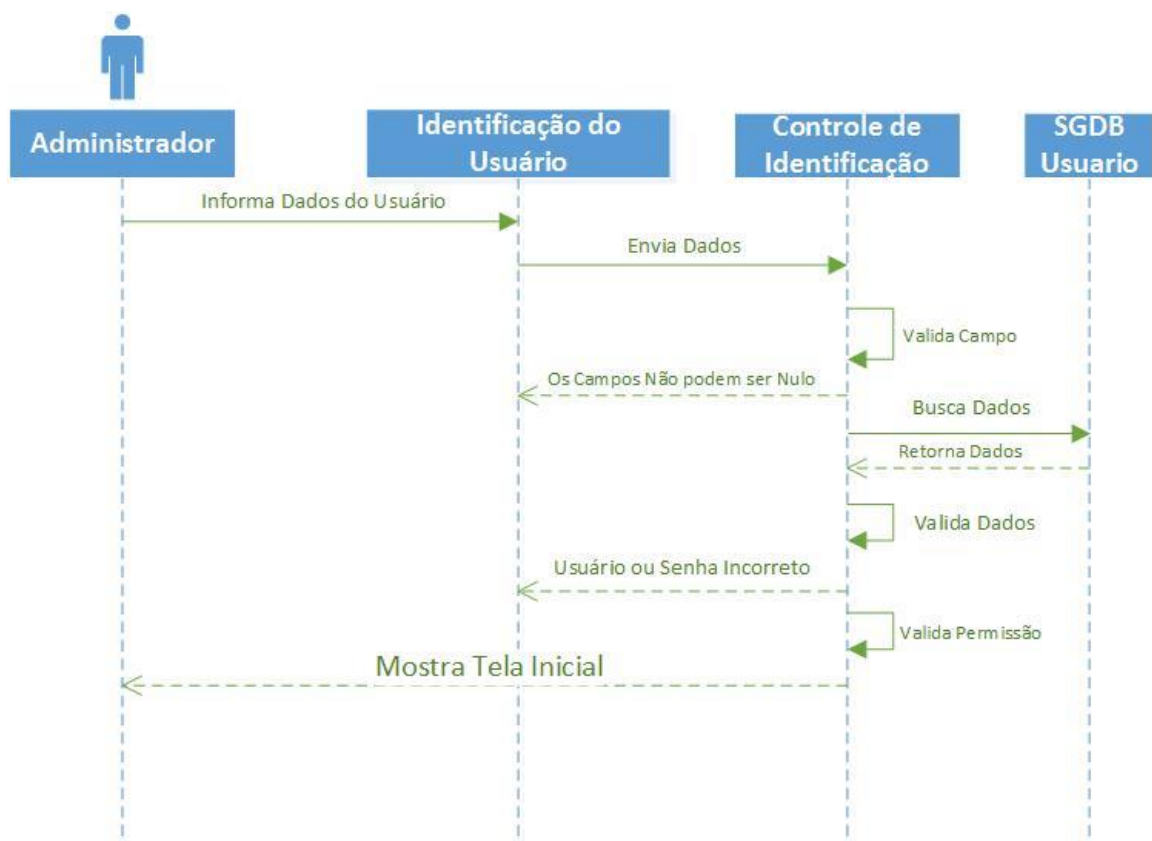 Administrador
Identificação do
Usuário
Controle de
Identificação
SGDB
Usuario
Informa Dados do Usuário
Envia Dados
Valida Campo
Os Campos Não podem ser Nulo
Busca Dados
Retorna Dados
Valida Dados
Usuário ou Senha Incorreto
Valida Permissão
Mostra Tela Inicial